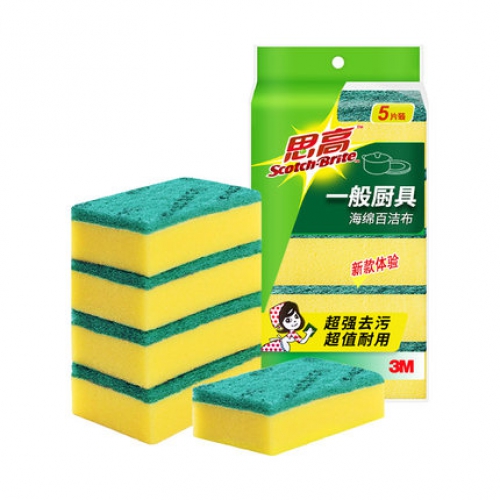 5片装
思高
Scotch-Brite™
一般厨具
海绵百洁布
新款体验
超强去污
超值耐用
3M